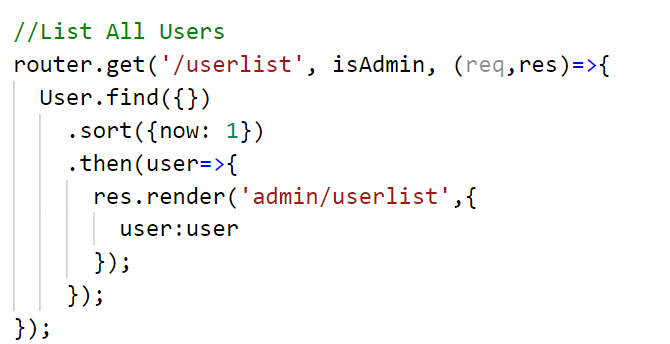 //List All Users
router.get('/userlist', isAdmin, (req,res)=>{
  User.find({})
    .sort({now: 1})
    .then(user=>{
      res.render('admin/userlist',{
        user:user
      });
    });
});